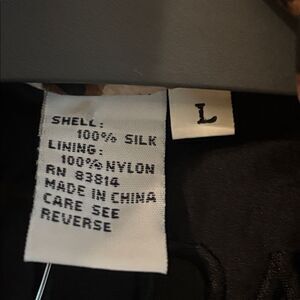 SHELL:
100% SILK
LINING:
100% NYLON
RN 83814
MADE IN CHINA
CARE SEE
REVERSE
L